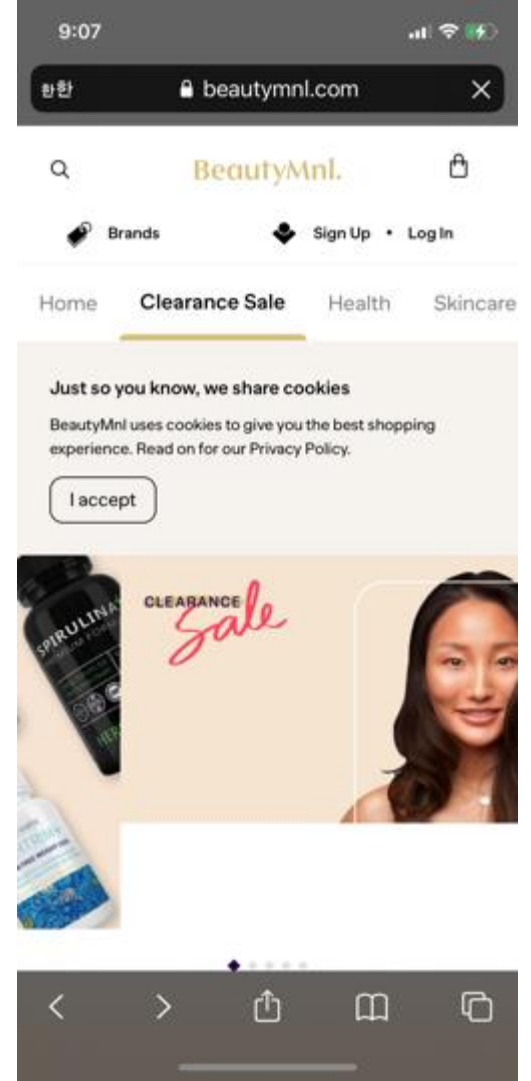 9:07
한한 beautymnl.com
BeautyMnl.
Brands Sign Up • Log In
Home Clearance Sale Health Skincare
Just so you know, we share cookies
BeautyMnl uses cookies to give you the best shopping
experience. Read on for our Privacy Policy.
I accept
CLEARANCE
Sale
SPIRULINA